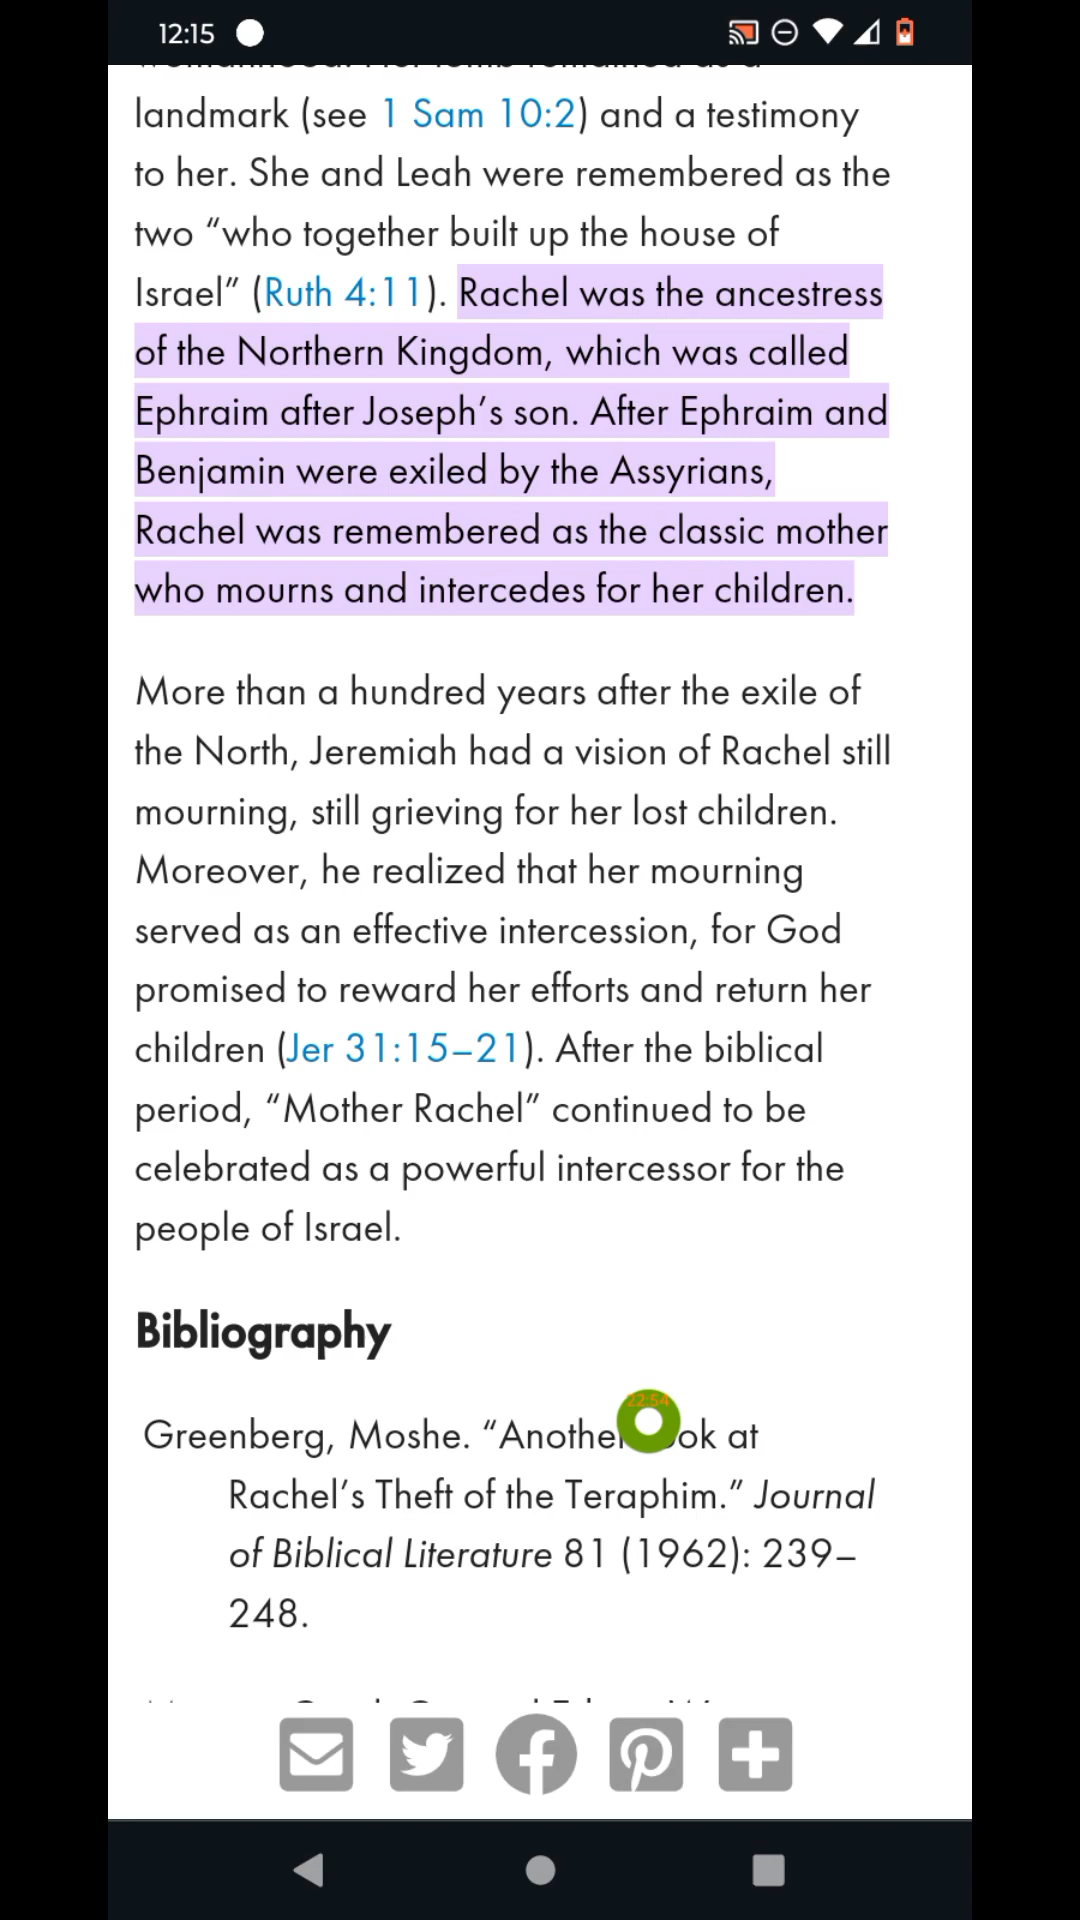 12:15
landmark (see 1 Sam 10:2) and a testimony
to her. She and Leah were remembered as the
two “who together built up the house of
Israel” (Ruth 4:11). Rachel was the ancestress
of the Northern Kingdom, which was called
Ephraim after Joseph’s son. After Ephraim and
Benjamin were exiled by the Assyrians,
Rachel was remembered as the classic mother
who mourns and intercedes for her children.
More than a hundred years after the exile of
the North, Jeremiah had a vision of Rachel still
mourning, still grieving for her lost children.
Moreover, he realized that her mourning
served as an effective intercession, for God
promised to reward her efforts and return her
children (Jer 31:15–21). After the biblical
period, “Mother Rachel” continued to be
celebrated as a powerful intercessor for the
people of Israel.
Bibliography
22:54
Greenberg, Moshe. “Another at
Rachel’s Theft of the Teraphim.” Journal
of Biblical Literature 81 (1962): 239–
248.